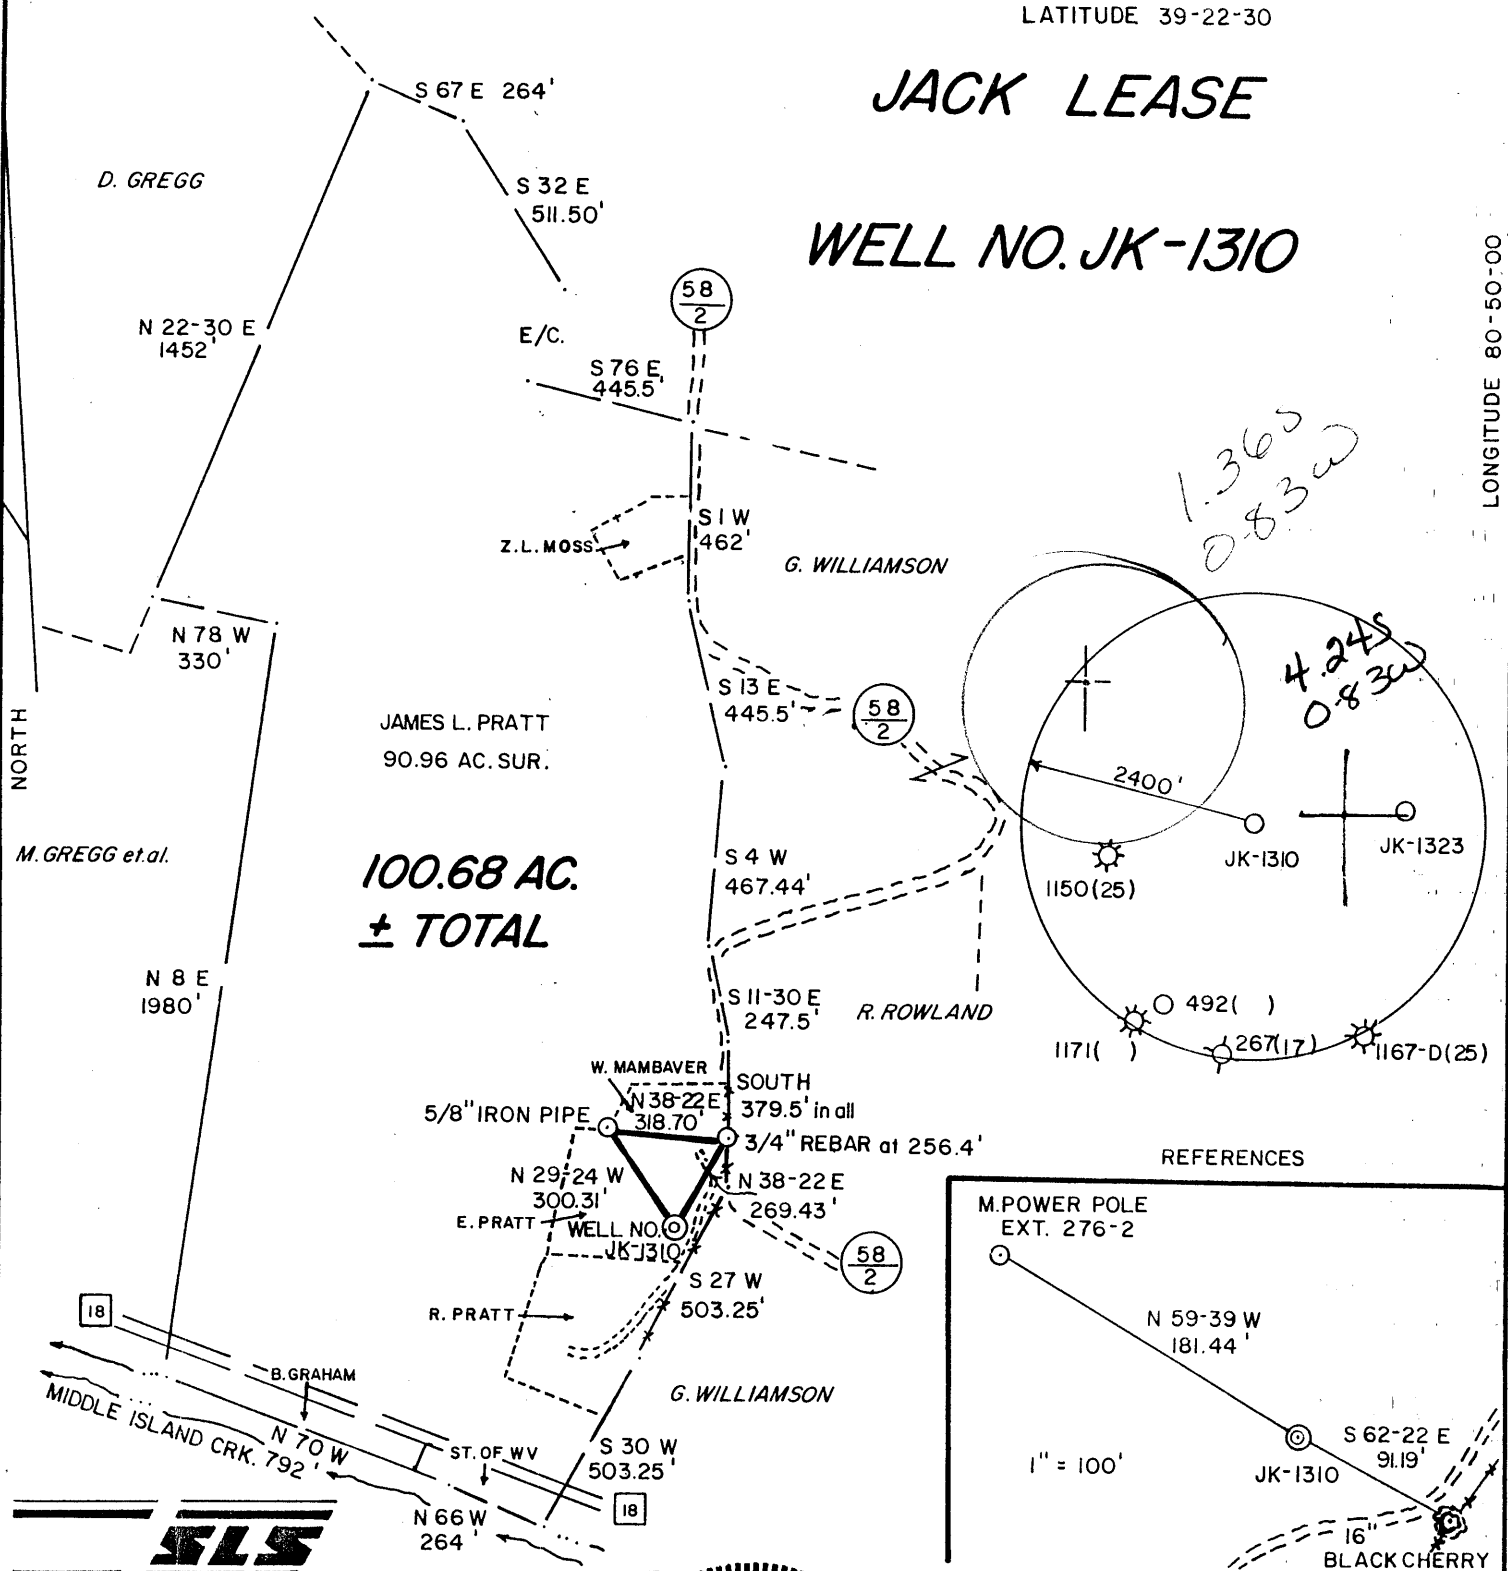 LATITUDE 39-22-30
JACK LEASE
WELL NO. JK-1310
LONGITUDE 80-50-00
S 67 E 264'
D. GREGG
S 32 E
511.50'
N 22-30 E
1452'
58
2
E/C.
S 76 E
445.5'
1.36S
0.83W
Z.L. MOSS
S 1 W
462'
G. WILLIAMSON
N 78 W
330'
4.24S
0.83W
S 13 E
445.5'
58
2
NORTH
JAMES L. PRATT
90.96 AC. SUR.
2400'
JK-1310
JK-1323
1150(25)
M. GREGG et.al.
100.68 AC.
± TOTAL
S 4 W
467.44'
N 8 E
1980'
S 11-30 E
247.5'
R. ROWLAND
492( )
1171( )
267(17)
1167-D(25)
W. MAMBAVER
SOUTH
379.5' in all
N 38-22 E
318.70'
5/8" IRON PIPE
3/4" REBAR at 256.4'
N 29-24 W
300.31'
N 38-22 E
269.43'
E. PRATT
WELL NO.
JK-1310
58
2
S 27 W
503.25'
R. PRATT
18
B. GRAHAM
G. WILLIAMSON
MIDDLE ISLAND CRK.
N 70 W
792'
ST. OF WV
S 30 W
503.25'
18
N 66 W
264'
SLS
REFERENCES
M. POWER POLE
EXT. 276-2
N 59-39 W
181.44'
S 62-22 E
91.19'
JK-1310
1" = 100'
16"
BLACK CHERRY